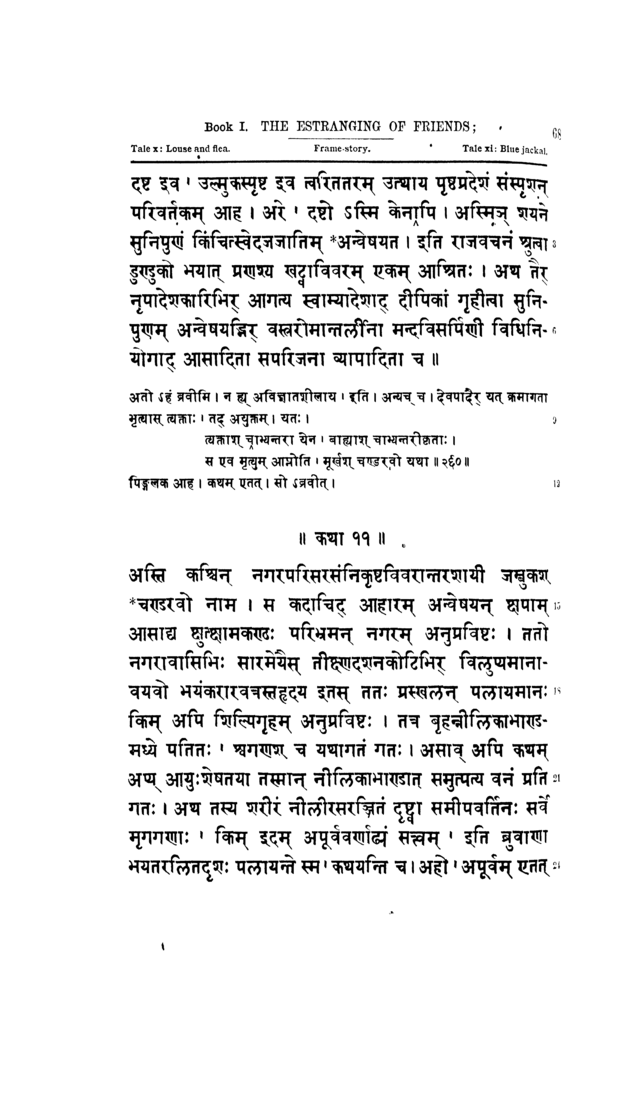 Book I. THE ESTRANGING OF FRIENDS; 68
Tale x: Louse and flea. Frame-story. Tale xi: Blue jackal.
दष्ट इव । उल्मुकस्पृष्ट इव त्वरिततरम् उत्थाय पृष्ठप्रदेशं संस्पृशन्
परिवर्तकम् आह । अरे । दष्टो ऽस्मि केनापि । अस्मिञ् शयने
सुनिपुणं किंचित्स्वेदजजातिम् *अन्वेषयत । इति राजवचनं श्रुत्वा 3
डुण्डुको भयात् प्रणश्य खट्वाविवरम् एकम् आश्रितः । अथ तैर्
नृपादेशकारिभिर् आगत्य स्वाम्यादेशाद् दीपिकां गृहीत्वा सुनि-
पुणम् अन्वेषयद्भिर् वस्त्ररोमान्तर्लीना मन्दविसर्पिणी विधिनि- 6
योगाद् आसादिता सपरिजना व्यापादिता च ॥
अतो ऽहं ब्रवीमि । न ह्य् अविज्ञातशीलाय । इति । अन्यच् च । देवपादैर् यत् क्रमागता
भृत्यास् त्यक्ताः । तद् अयुक्तम् । यतः । 9
त्यक्ताश् चाभ्यन्तरा येन । बाह्याश् चाभ्यन्तरीकृताः ।
स एव मृत्युम् आप्नोति । मूर्खश् चण्डरवो यथा ॥ २६० ॥
पिङ्गलक आह । कथम् एतत् । सो ऽब्रवीत् । 12
॥ कथा ११ ॥
अस्ति कश्चिन् नगरपरिसरसंनिकृष्टविवरान्तरशायी जम्बुकश्
*चण्डरवो नाम । स कदाचिद् आहारम् अन्वेषयन् क्षपाम् 15
आसाद्य क्षुत्क्षामकण्ठः परिभ्रमन् नगरम् अनुप्रविष्टः । ततो
नगरावासिभिः सारमेयैस् तीक्ष्णदशनकोटिभिर् विलुप्यमाना-
वयवो भयंकरारवत्रस्तहृदय इतस् ततः प्रस्खलन् पलायमानः 18
किम् अपि शिल्पिगृहम् अनुप्रविष्टः । तत्र बृहन्नीलिकाभाण्ड-
मध्ये पतितः । श्वगणश् च यथागतं गतः । असाव् अपि कथम्
अप्य् आयुःशेषतया तस्मान् नीलिकाभाण्डात् समुत्पत्य वनं प्रति 21
गतः । अथ तस्य शरीरं नीलीरसरञ्जितं दृष्ट्वा समीपवर्तिनः सर्वे
मृगगणाः । किम् इदम् अपूर्ववर्णाढ्यं सत्त्वम् । इति ब्रुवाणा
भयतरलितदृशः पलायन्ते स्म । कथयन्ति च । अहो । अपूर्वम् एतत् 24